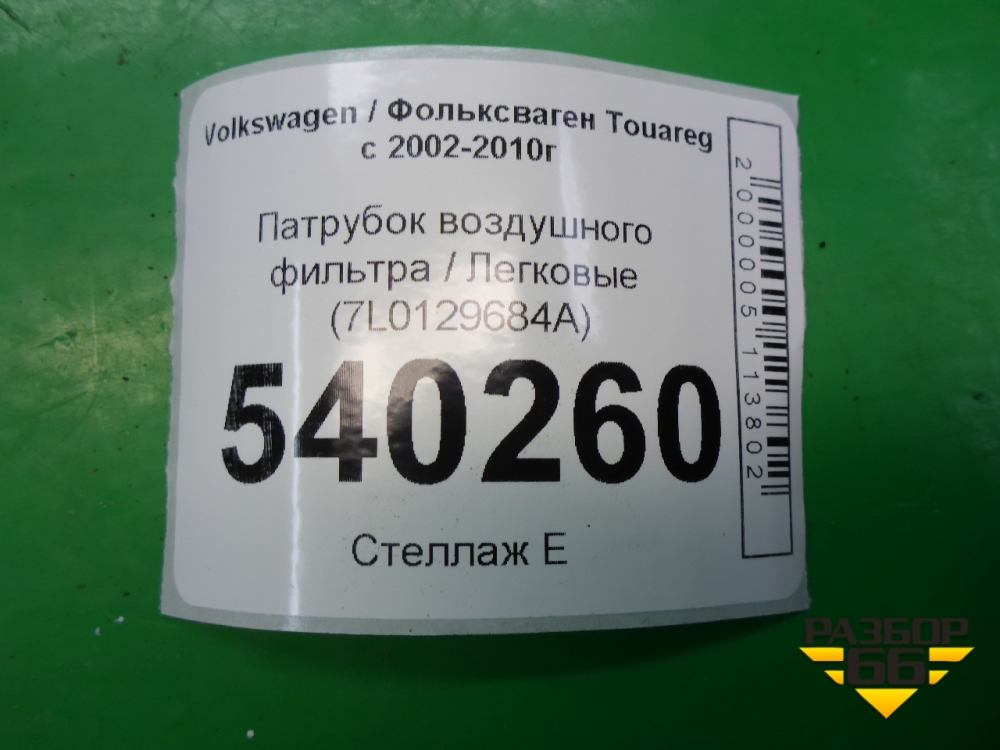 Volkswagen / Фольксваген Touareg
с 2002-2010г
Патрубок воздушного
фильтра / Легковые
(7L0129684A)
540260
Стеллаж Е
2000005113802
РАЗБОР
66